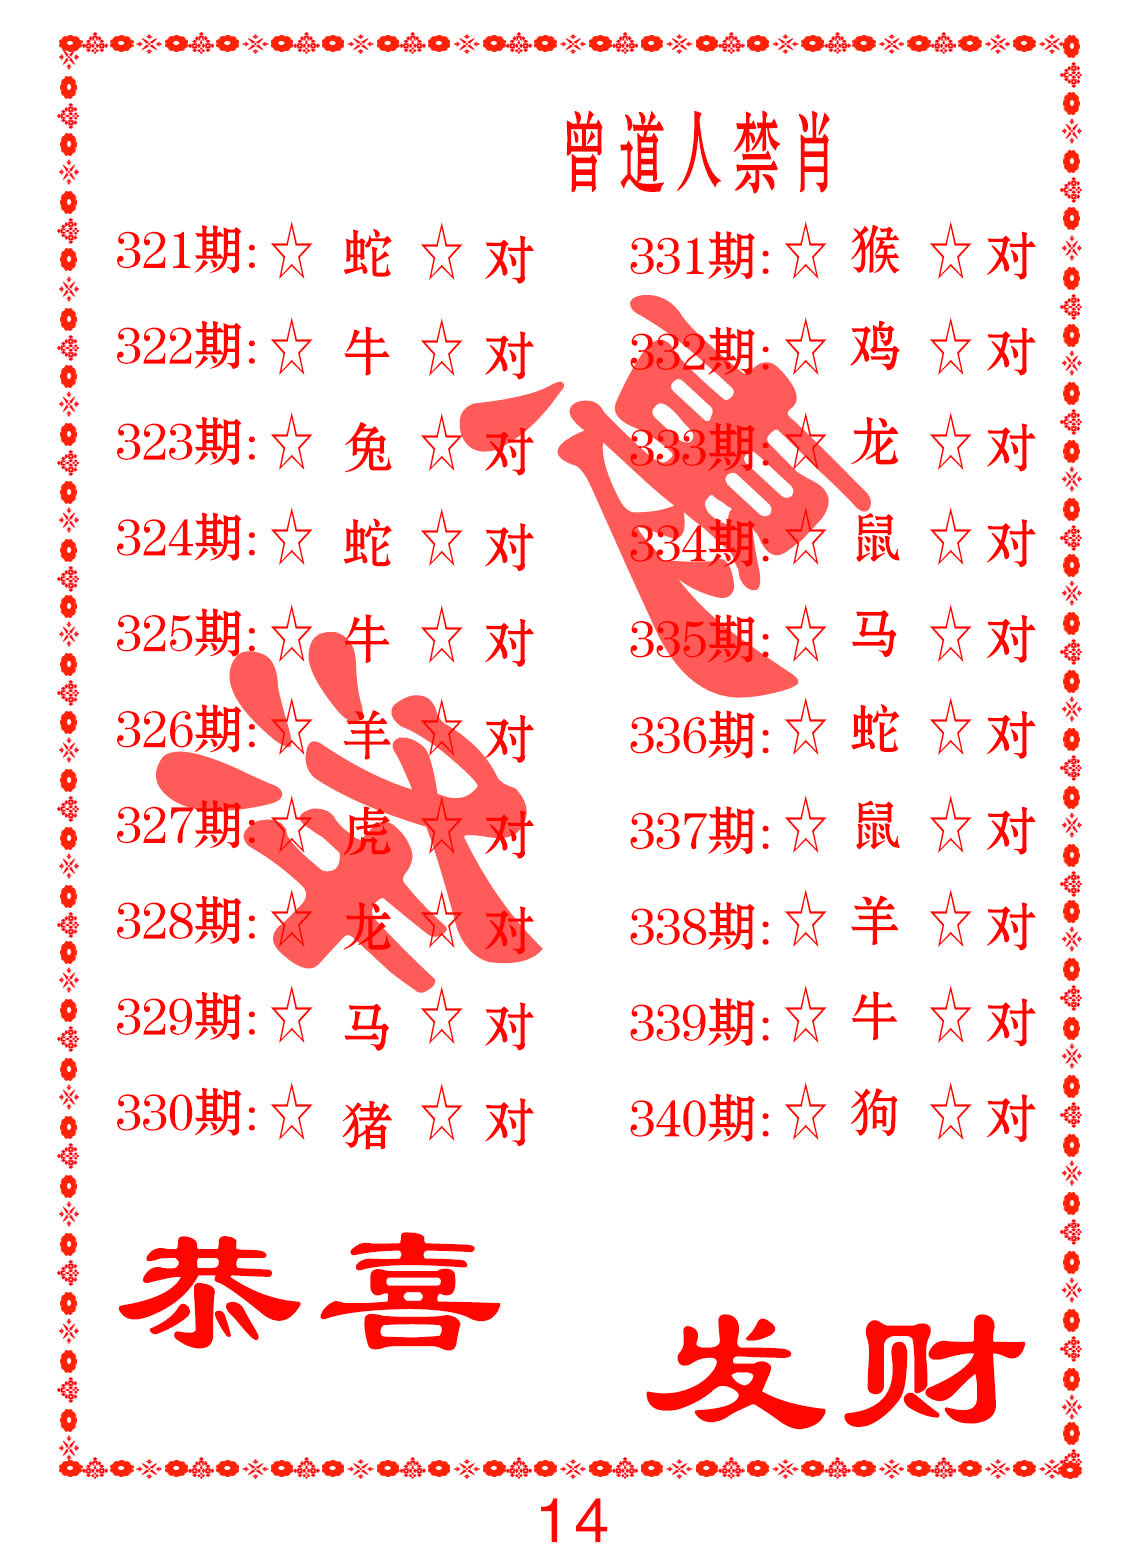 曾道人禁肖
321期:☆ 蛇 ☆ 对
322期:☆ 牛 ☆ 对
323期:☆ 兔 ☆ 对
324期:☆ 蛇 ☆ 对
325期:☆ 牛 ☆ 对
326期:☆ 羊 ☆ 对
327期:☆ 虎 ☆ 对
328期:☆ 龙 ☆ 对
329期:☆ 马 ☆ 对
330期:☆ 猪 ☆ 对
331期:☆ 猴 ☆ 对
332期:☆ 鸡 ☆ 对
333期:☆ 龙 ☆ 对
334期:☆ 鼠 ☆ 对
335期:☆ 马 ☆ 对
336期:☆ 蛇 ☆ 对
337期:☆ 鼠 ☆ 对
338期:☆ 羊 ☆ 对
339期:☆ 牛 ☆ 对
340期:☆ 狗 ☆ 对
恭喜
发财
14